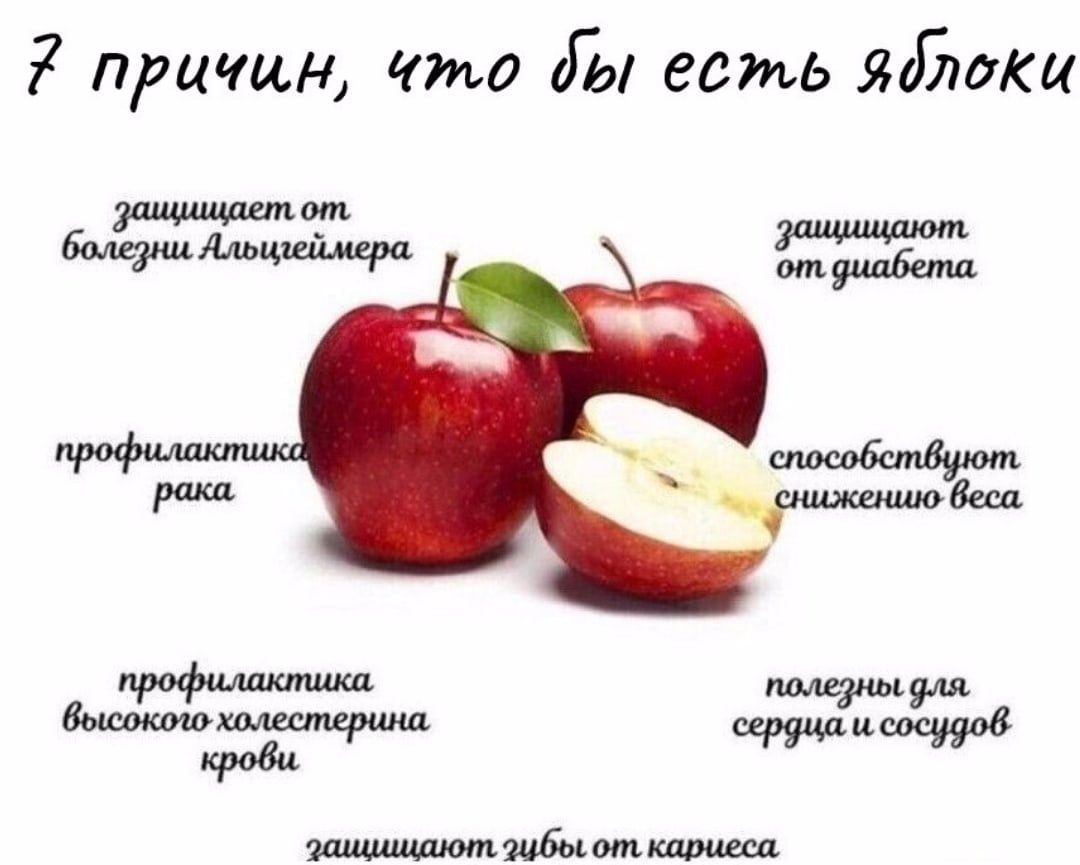 7 причин, что бы есть яблоки
защищает от
болезни Альцгеймера
защищают
от диабета
профилактика
рака
способствуют
снижению веса
профилактика
высокого холестерина
крови
полезны для
сердца и сосудов
защищают зубы от кариеса